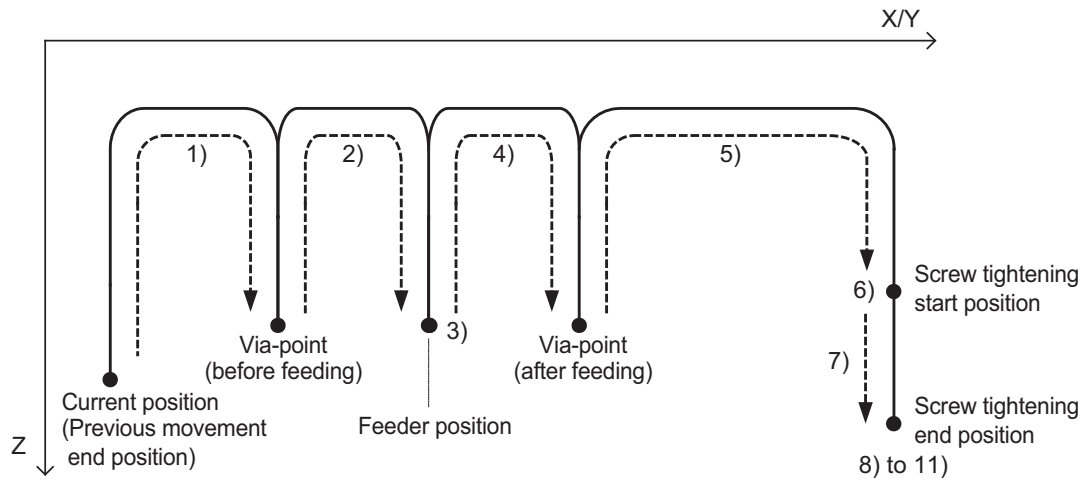 X/Y
1)
2)
4)
5)
6)
Screw tightening
start position
3)
Via-point
(before feeding)
Via-point
(after feeding)
7)
Current position
(Previous movement
end position)
Feeder position
Screw tightening
end position
Z
8) to 11)